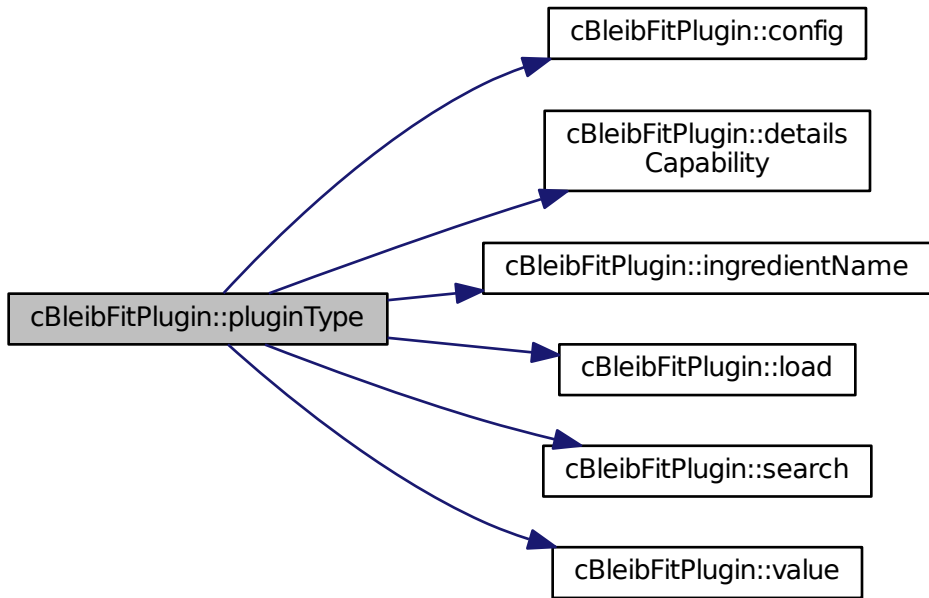 cBleibFitPlugin::config
cBleibFitPlugin::details
Capability
cBleibFitPlugin::ingredientName
cBleibFitPlugin::pluginType
cBleibFitPlugin::load
cBleibFitPlugin::search
cBleibFitPlugin::value